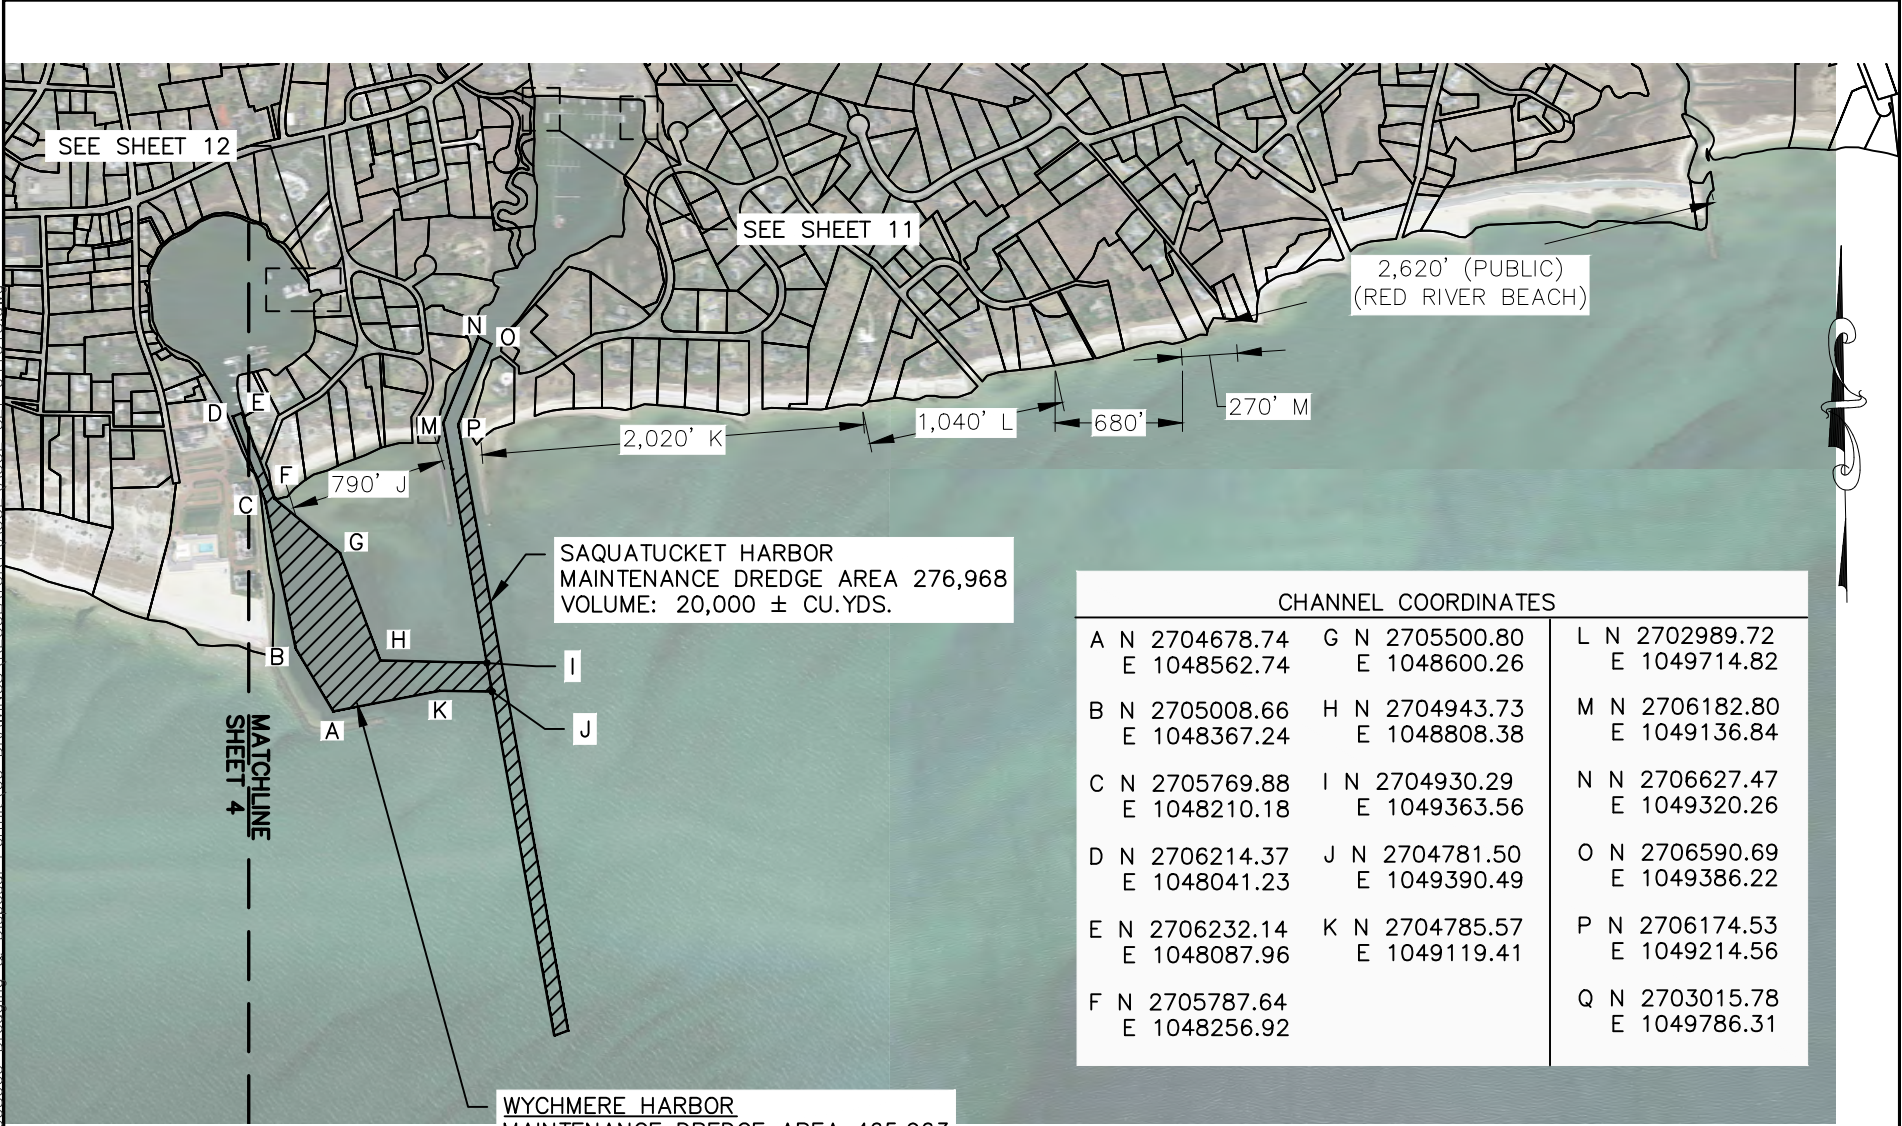 SEE SHEET 12
SEE SHEET 11
2,620' (PUBLIC)
(RED RIVER BEACH)
N
O
D
E
M
P
2,020' K
1,040' L
680'
270' M
F
790' J
C
G
SAQUATUCKET HARBOR
MAINTENANCE DREDGE AREA 276,968
VOLUME: 20,000 ± CU.YDS.
H
B
I
K
A
J
MATCHLINE
SHEET 4
CHANNEL COORDINATES
A N 2704678.74
E 1048562.74
B N 2705008.66
E 1048367.24
C N 2705769.88
E 1048210.18
D N 2706214.37
E 1048041.23
E N 2706232.14
E 1048087.96
F N 2705787.64
E 1048256.92
G N 2705500.80
E 1048600.26
H N 2704943.73
E 1048808.38
I N 2704930.29
E 1049363.56
J N 2704781.50
E 1049390.49
K N 2704785.57
E 1049119.41
L N 2702989.72
E 1049714.82
M N 2706182.80
E 1049136.84
N N 2706627.47
E 1049320.26
O N 2706590.69
E 1049386.22
P N 2706174.53
E 1049214.56
Q N 2703015.78
E 1049786.31
WYCHMERE HARBOR
MAINTENANCE DREDGE AREA